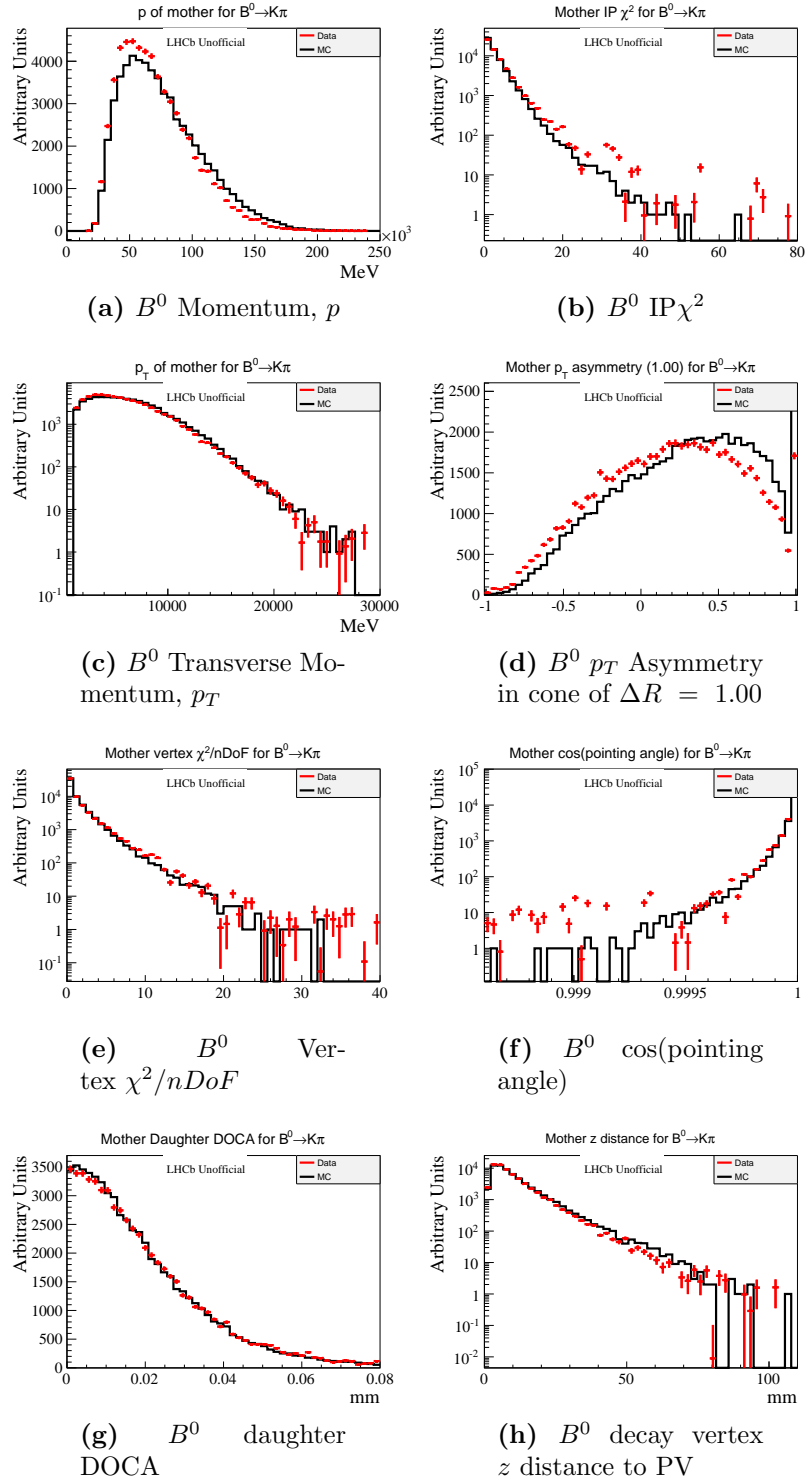 p of mother for B⁰→Kπ
Arbitrary Units
LHCb Unofficial
Data
MC
4000
3000
2000
1000
0
0 50 100 150 200 250
×10³
MeV
(a) B⁰ Momentum, p
Mother IP χ² for B⁰→Kπ
Arbitrary Units
LHCb Unofficial
Data
MC
10⁴
10³
10²
10
1
0 20 40 60 80
(b) B⁰ IPχ²
p_T of mother for B⁰→Kπ
Arbitrary Units
LHCb Unofficial
Data
MC
10³
10²
10
1
10⁻¹
10000 20000 30000
MeV
(c) B⁰ Transverse Mo-
mentum, p_T
Mother p_T asymmetry (1.00) for B⁰→Kπ
Arbitrary Units
LHCb Unofficial
Data
MC
2500
2000
1500
1000
500
0
-1 -0.5 0 0.5 1
(d) B⁰ p_T Asymmetry
in cone of ΔR = 1.00
Mother vertex χ²/nDoF for B⁰→Kπ
Arbitrary Units
LHCb Unofficial
Data
MC
10⁴
10³
10²
10
1
10⁻¹
0 10 20 30 40
(e) B⁰ Ver-
tex χ²/nDoF
Mother cos(pointing angle) for B⁰→Kπ
Arbitrary Units
LHCb Unofficial
Data
MC
10⁵
10⁴
10³
10²
10
1
10⁻¹
0.999 0.9995 1
(f) B⁰ cos(pointing
angle)
Mother Daughter DOCA for B⁰→Kπ
Arbitrary Units
LHCb Unofficial
Data
MC
3500
3000
2500
2000
1500
1000
500
0
0 0.02 0.04 0.06 0.08
mm
(g) B⁰ daughter
DOCA
Mother z distance for B⁰→Kπ
Arbitrary Units
LHCb Unofficial
Data
MC
10⁴
10³
10²
10
1
10⁻¹
10⁻²
0 50 100
mm
(h) B⁰ decay vertex
z distance to PV